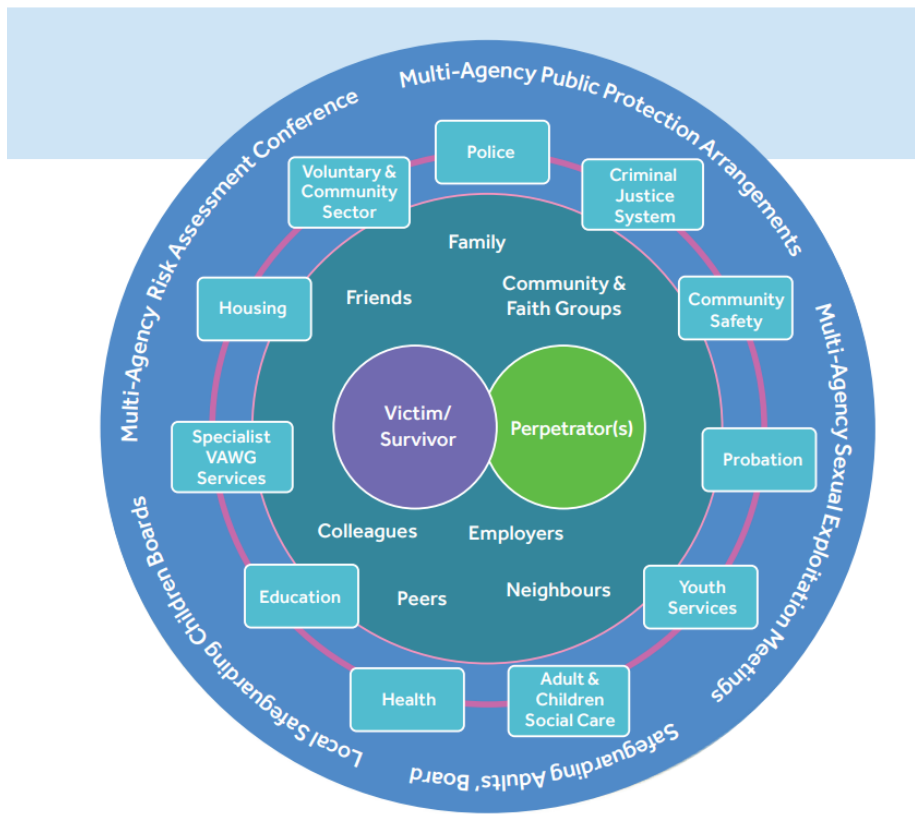 Multi-Agency Public Protection Arrangements
Multi-Agency Risk Assessment Conference
Multi-Agency Sexual Exploitation Meetings
Local Safeguarding Children Boards
Safeguarding Adults' Board
Police
Voluntary &
Community
Sector
Criminal
Justice
System
Housing
Community
Safety
Specialist
VAWG
Services
Probation
Education
Youth
Services
Health
Adult &
Children
Social Care
Family
Friends
Community &
Faith Groups
Victim/
Survivor
Perpetrator(s)
Colleagues
Employers
Peers
Neighbours